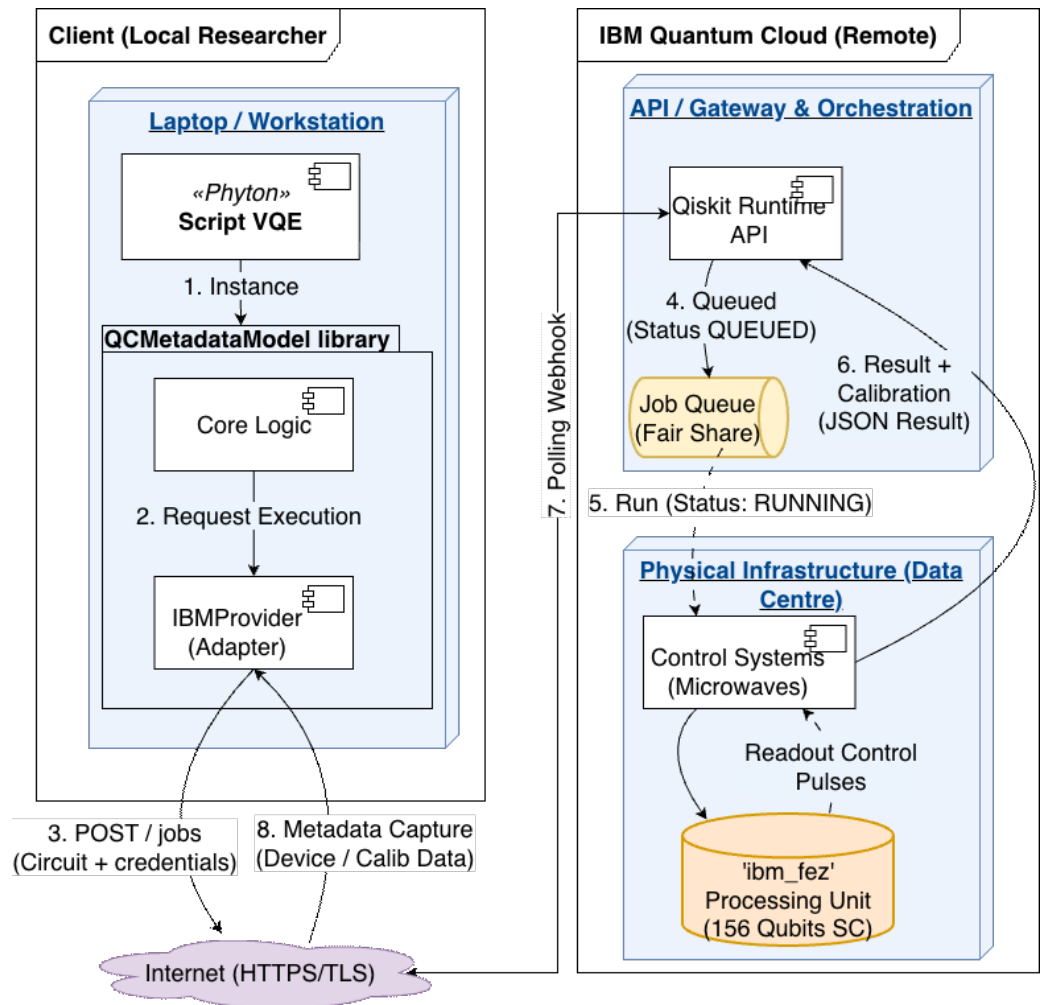 Client (Local Researcher
Laptop / Workstation
«Phyton»
Script VQE
1. Instance
QCMetadataModel library
Core Logic
2. Request Execution
IBMProvider
(Adapter)
3. POST / jobs
(Circuit + credentials)
8. Metadata Capture
(Device / Calib Data)
Internet (HTTPS/TLS)
7. Polling Webhook
IBM Quantum Cloud (Remote)
API / Gateway & Orchestration
Qiskit Runtime
API
4. Queued
(Status QUEUED)
Job Queue
(Fair Share)
6. Result +
Calibration
(JSON Result)
5. Run (Status: RUNNING)
Physical Infrastructure (Data
Centre)
Control Systems
(Microwaves)
Readout Control
Pulses
'ibm_fez'
Processing Unit
(156 Qubits SC)